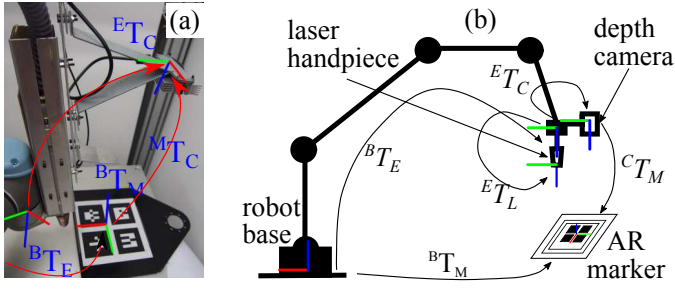 (a)
ᴱT_C
ᴹT_C
ᴮT_M
ᴮT_E
(b)
laser
handpiece
depth
camera
ᴱT_C
ᴮT_E
ᴱT_L
ᶜT_M
robot
base
ᴮT_M
AR
marker